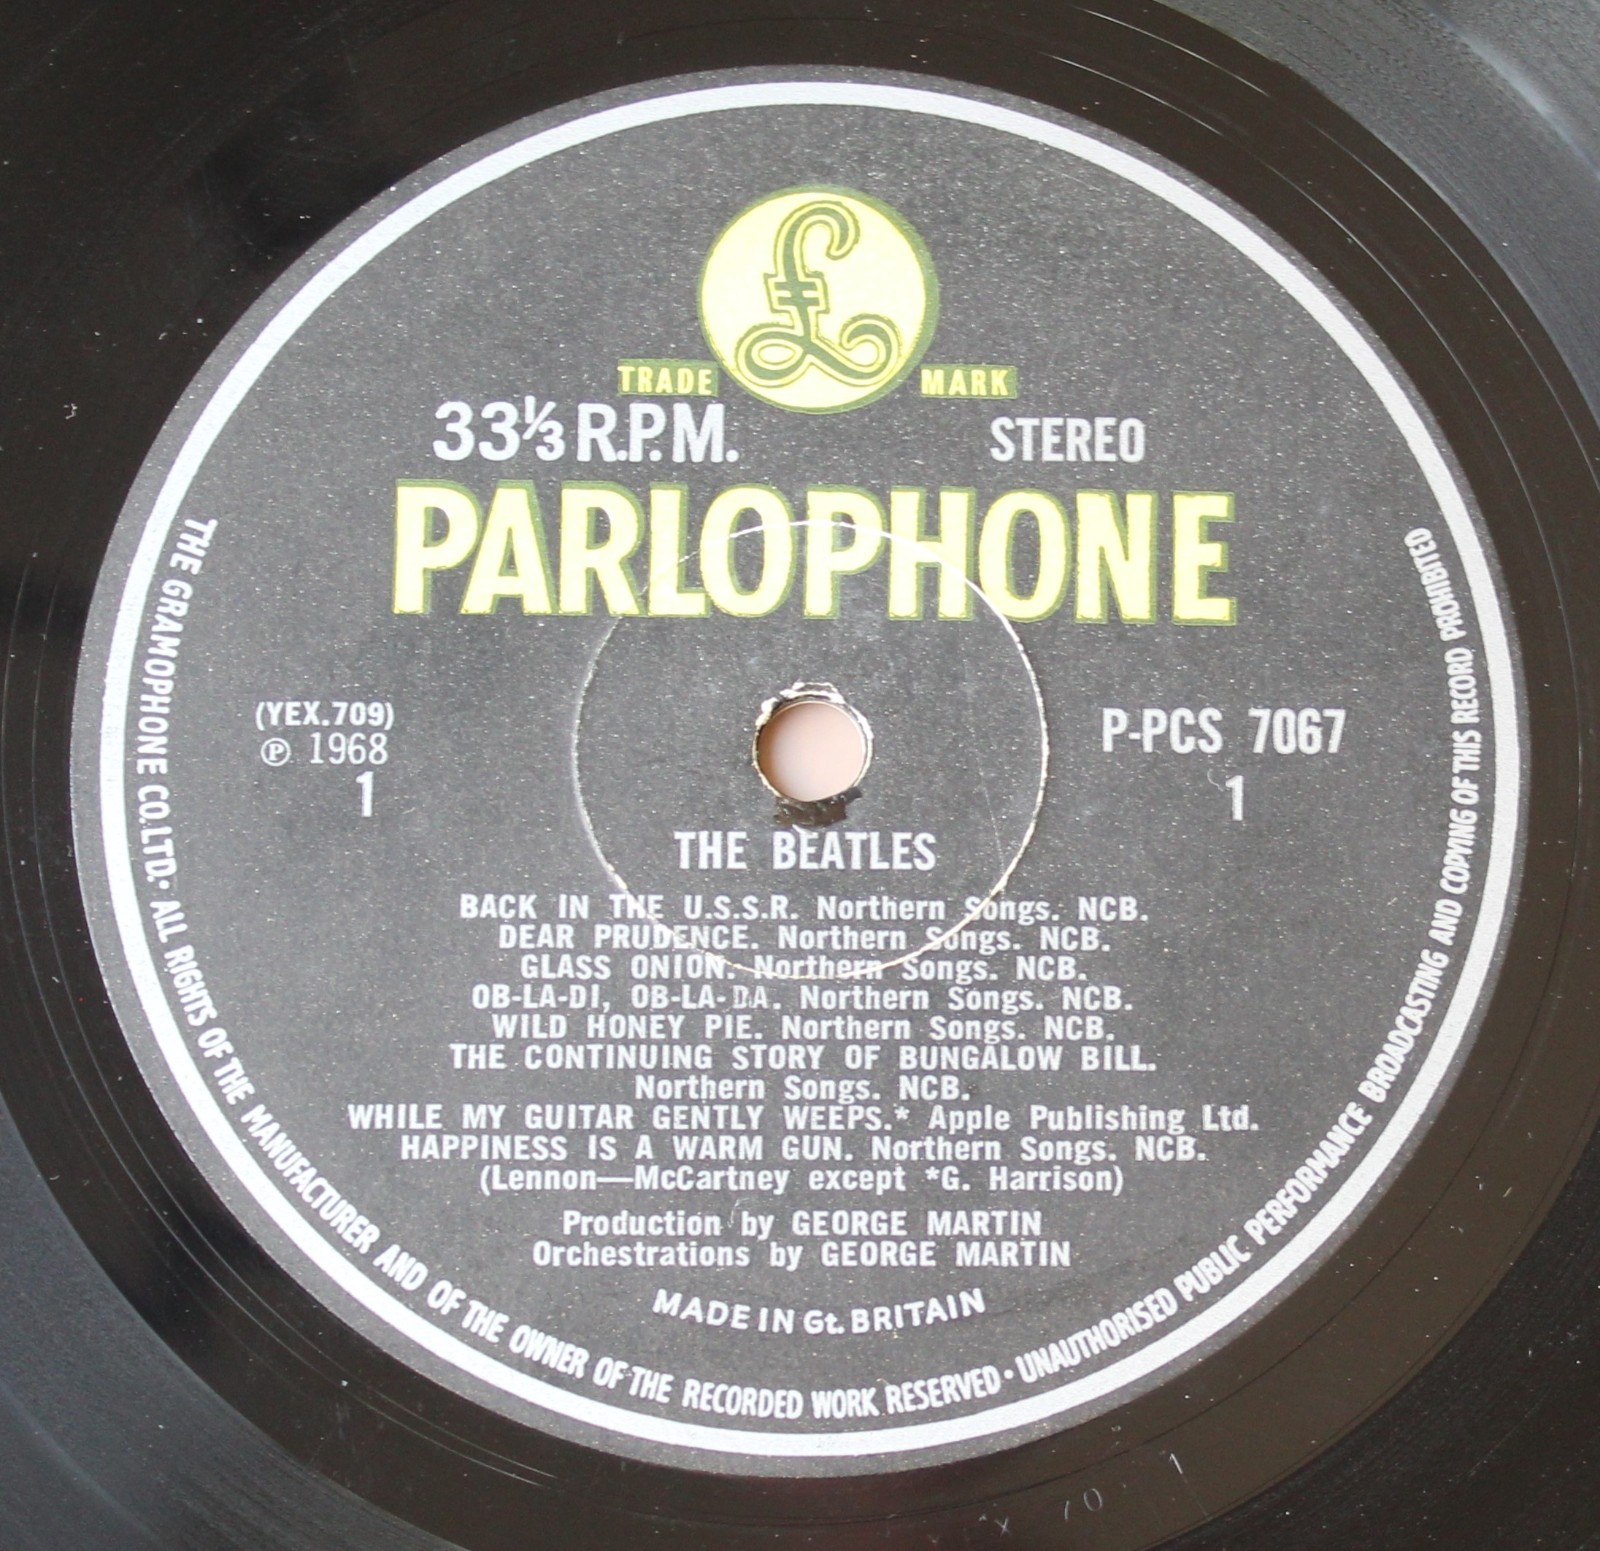 £
TRADE MARK
33⅓ R.P.M. STEREO
PARLOPHONE
(YEX.709)
℗ 1968
1
P-PCS 7067
1
THE BEATLES
BACK IN THE U.S.S.R. Northern Songs. NCB.
DEAR PRUDENCE. Northern Songs. NCB.
GLASS ONION. Northern Songs. NCB.
OB-LA-DI, OB-LA-DA. Northern Songs. NCB.
WILD HONEY PIE. Northern Songs. NCB.
THE CONTINUING STORY OF BUNGALOW BILL.
Northern Songs. NCB.
WHILE MY GUITAR GENTLY WEEPS.* Apple Publishing Ltd.
HAPPINESS IS A WARM GUN. Northern Songs. NCB.
(Lennon—McCartney except *G. Harrison)
Production by GEORGE MARTIN
Orchestrations by GEORGE MARTIN
MADE IN Gt. BRITAIN
THE GRAMOPHONE CO. LTD. · ALL RIGHTS OF THE MANUFACTURER AND OF THE OWNER OF THE RECORDED WORK RESERVED · UNAUTHORISED PUBLIC PERFORMANCE BROADCASTING AND COPYING OF THIS RECORD PROHIBITED